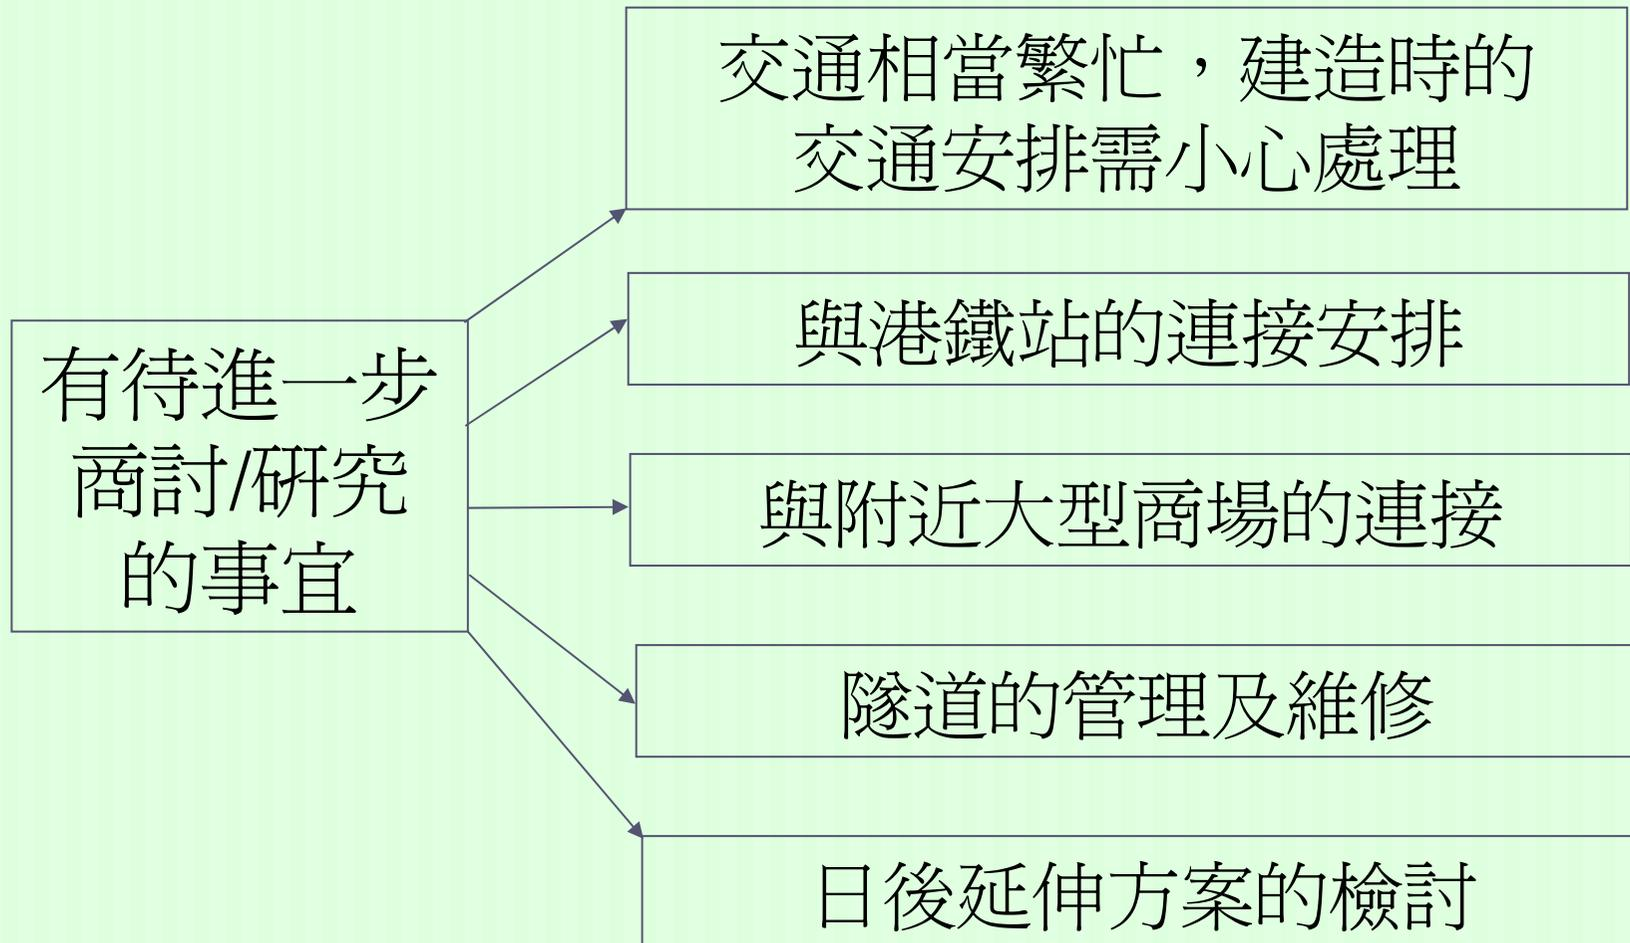 交通相當繁忙，建造時的
交通安排需小心處理
與港鐵站的連接安排
有待進一步
商討/研究
的事宜
與附近大型商場的連接
隧道的管理及維修
日後延伸方案的檢討